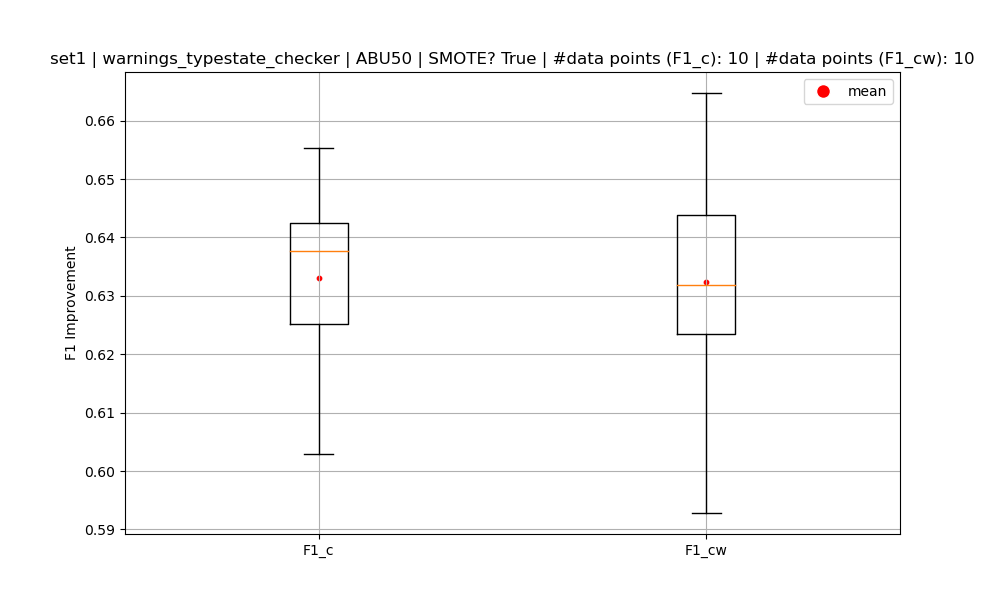 set1 | warnings_typestate_checker | ABU50 | SMOTE? True | #data points (F1_c): 10 | #data points (F1_cw): 10
mean
F1 Improvement
0.66
0.65
0.64
0.63
0.62
0.61
0.60
0.59
F1_c
F1_cw